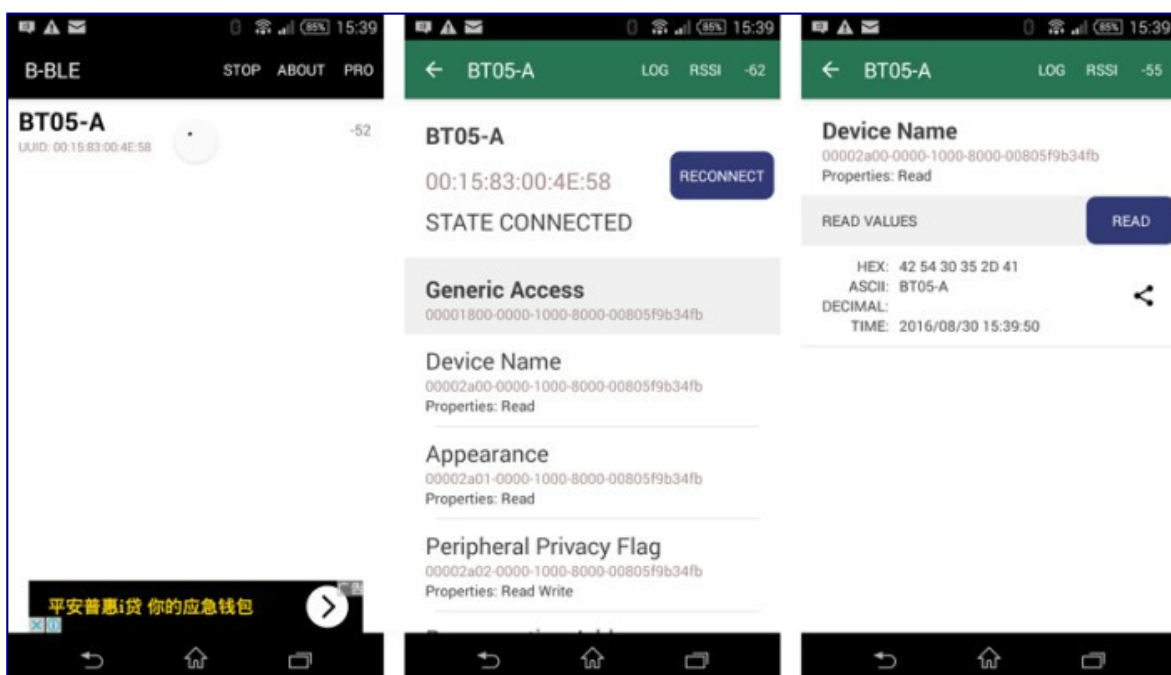 85% 15:39
B-BLE STOP ABOUT PRO
BT05-A -52
UUID: 00:15:83:00:4E:58
广告
平安普惠i贷 你的应急钱包
85% 15:39
BT05-A LOG RSSI -62
BT05-A
00:15:83:00:4E:58 RECONNECT
STATE CONNECTED
Generic Access
00001800-0000-1000-8000-00805f9b34fb
Device Name
00002a00-0000-1000-8000-00805f9b34fb
Properties: Read
Appearance
00002a01-0000-1000-8000-00805f9b34fb
Properties: Read
Peripheral Privacy Flag
00002a02-0000-1000-8000-00805f9b34fb
Properties: Read Write
85% 15:39
BT05-A LOG RSSI -55
Device Name
00002a00-0000-1000-8000-00805f9b34fb
Properties: Read
READ VALUES READ
HEX: 42 54 30 35 2D 41
ASCII: BT05-A
DECIMAL:
TIME: 2016/08/30 15:39:50